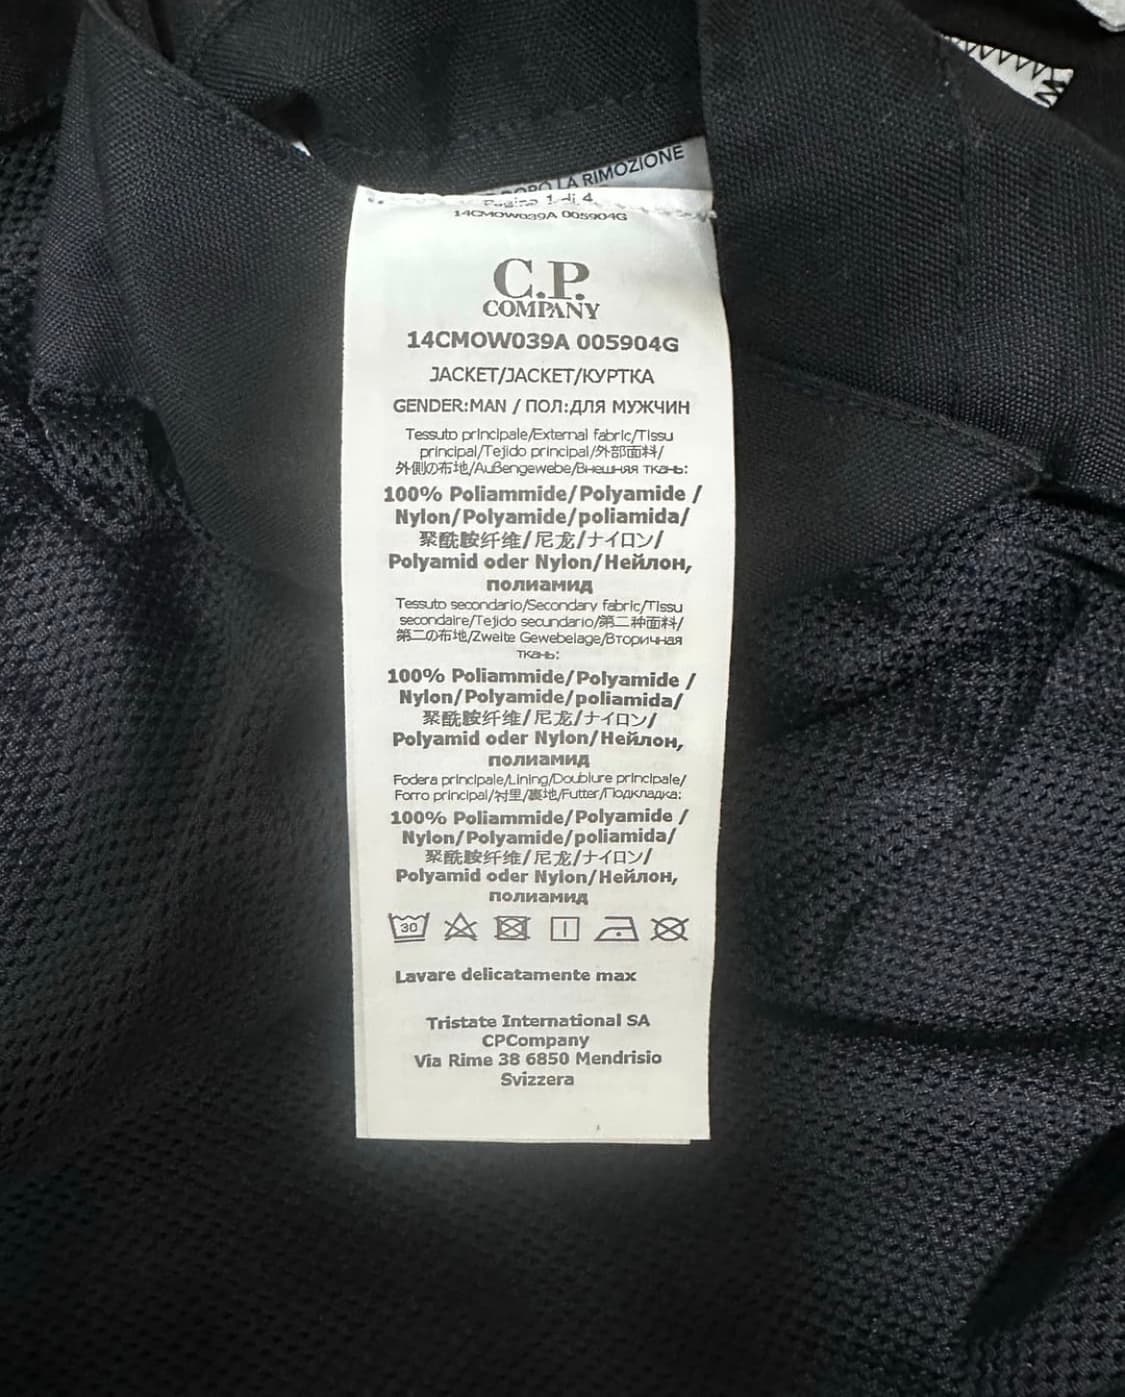 DOPO LA RIMOZIONE
Pagina 1 di 4
14CMOW039A 005904G
C.P.
COMPANY
14CMOW039A 005904G
JACKET/JACKET/КУРТКА
GENDER:MAN / ПОЛ:ДЛЯ МУЖЧИН
Tessuto principale/External fabric/Tissu
principal/Tejido principal/外部面料/
外側の布地/Außengewebe/Внешняя ткань:
100% Poliammide/Polyamide /
Nylon/Polyamide/poliamida/
聚酰胺纤维/尼龙/ナイロン/
Polyamid oder Nylon/Нейлон,
полиамид
Tessuto secondario/Secondary fabric/Tissu
secondaire/Tejido secundario/第二种面料/
第二の布地/Zweite Gewebelage/Вторичная
ткань:
100% Poliammide/Polyamide /
Nylon/Polyamide/poliamida/
聚酰胺纤维/尼龙/ナイロン/
Polyamid oder Nylon/Нейлон,
полиамид
Fodera principale/Lining/Doublure principale/
Forro principal/衬里/裏地/Futter/Подкладка:
100% Poliammide/Polyamide /
Nylon/Polyamide/poliamida/
聚酰胺纤维/尼龙/ナイロン/
Polyamid oder Nylon/Нейлон,
полиамид
30
Lavare delicatamente max
Tristate International SA
CPCompany
Via Rime 38 6850 Mendrisio
Svizzera